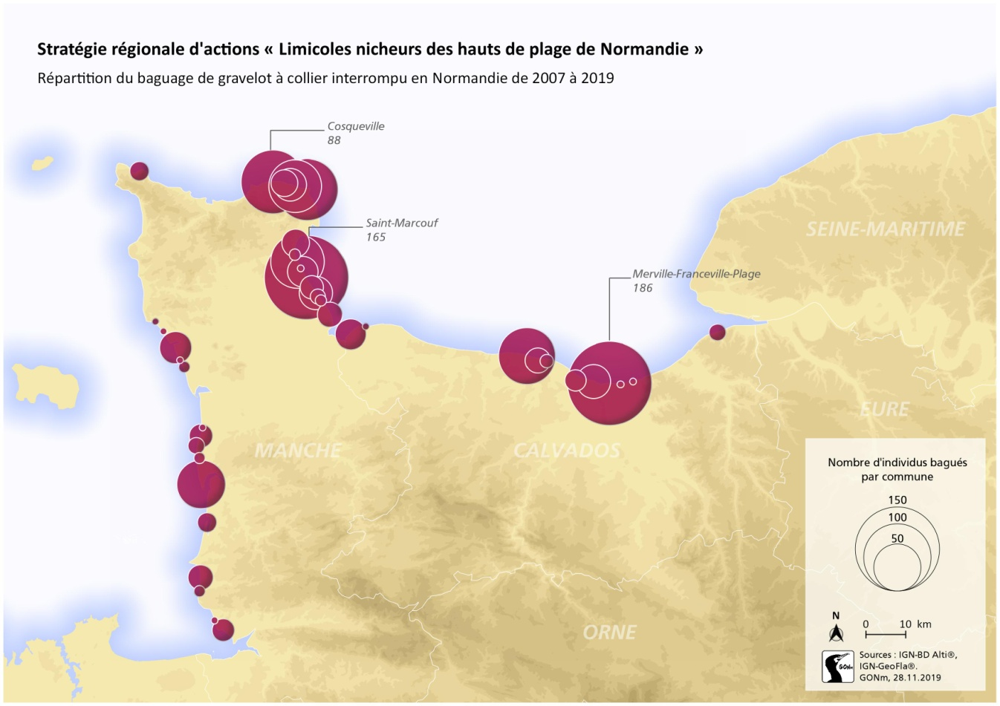 Stratégie régionale d'actions « Limicoles nicheurs des hauts de plage de Normandie »
Répartition du baguage de gravelot à collier interrompu en Normandie de 2007 à 2019
Cosqueville
88
Saint-Marcouf
165
SEINE-MARITIME
Merville-Franceville-Plage
186
EURE
MANCHE
CALVADOS
ORNE
Nombre d'individus bagués
par commune
150
100
50
N
0 10 km
GONm
Sources : IGN-BD Alti®,
IGN-GeoFla®.
GONm, 28.11.2019